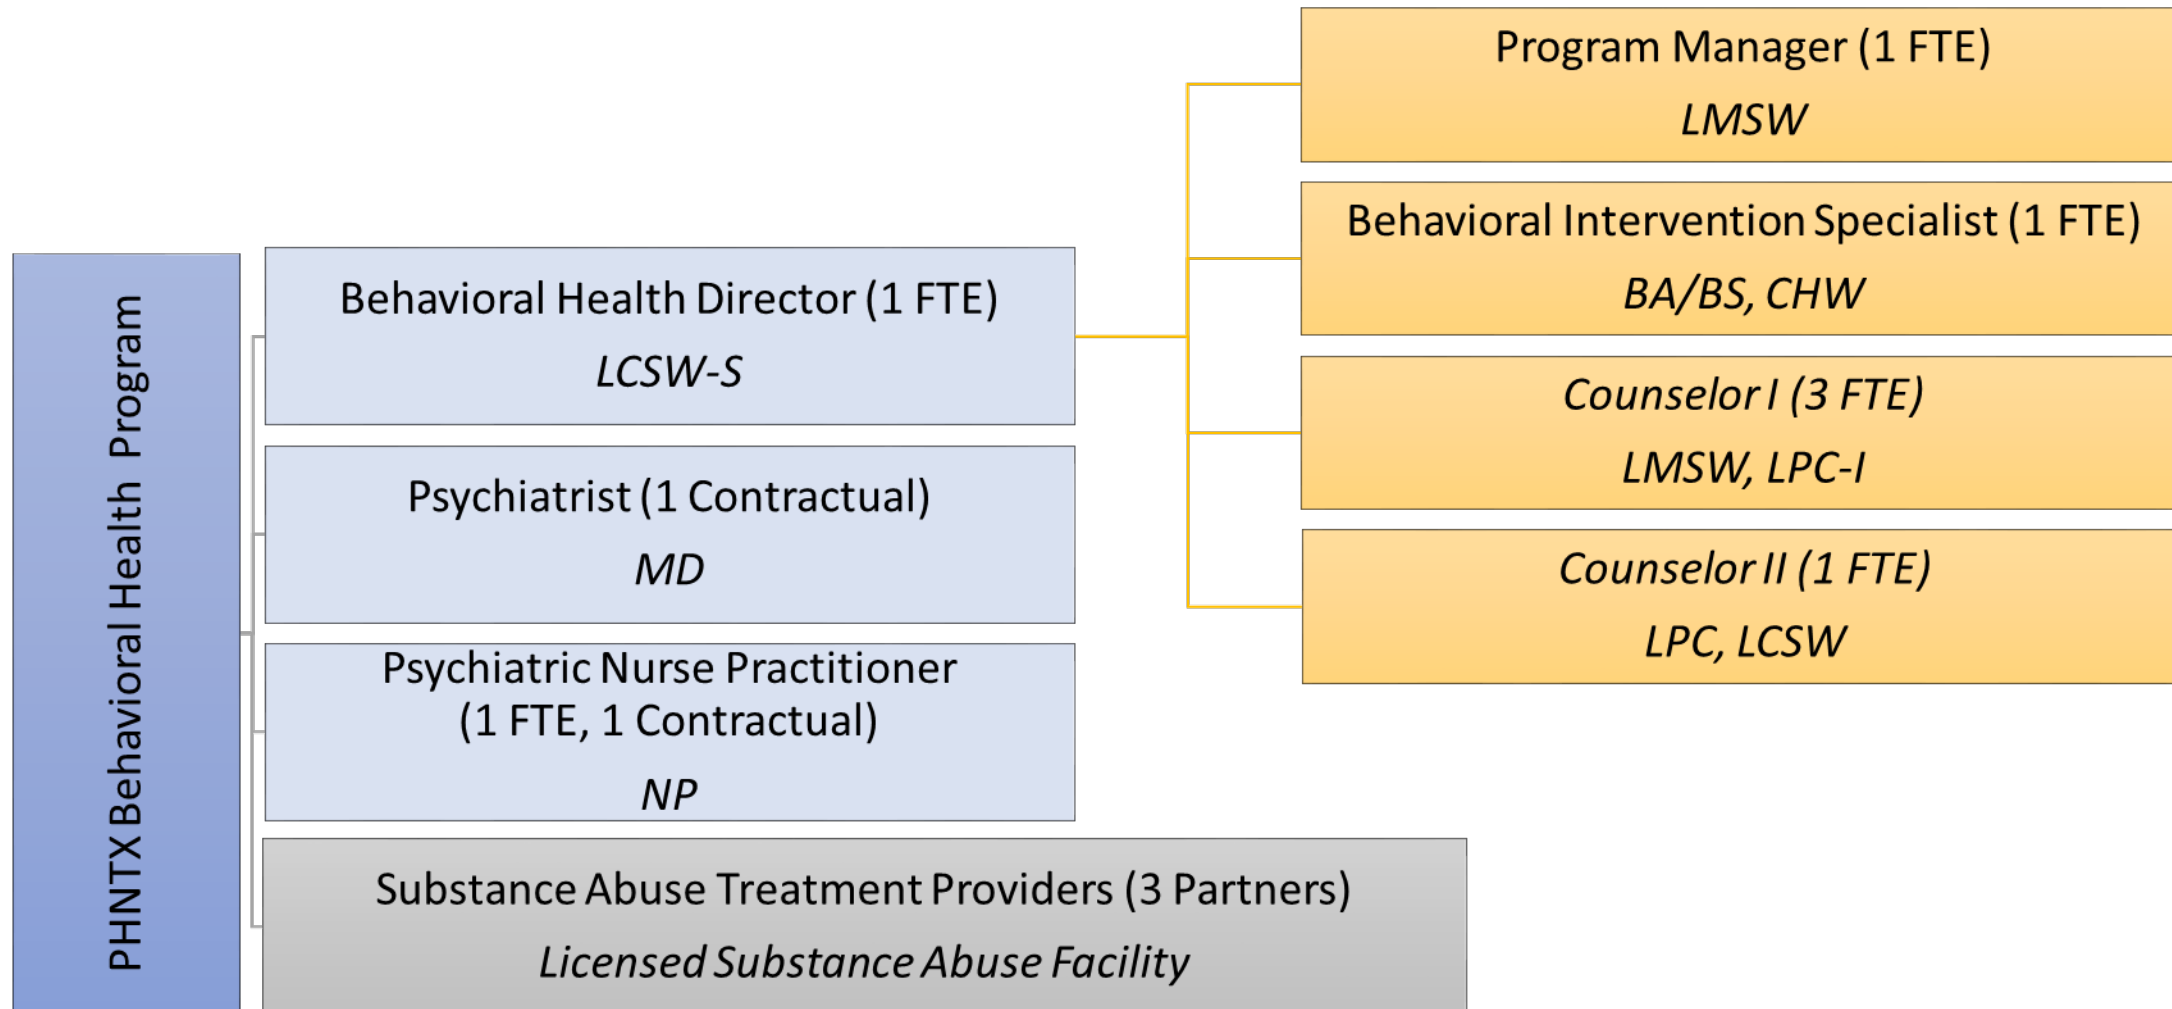 PHNTX Behavioral Health Program
Behavioral Health Director (1 FTE)
LCSW-S
Psychiatrist (1 Contractual)
MD
Psychiatric Nurse Practitioner
(1 FTE, 1 Contractual)
NP
Substance Abuse Treatment Providers (3 Partners)
Licensed Substance Abuse Facility
Program Manager (1 FTE)
LMSW
Behavioral Intervention Specialist (1 FTE)
BA/BS, CHW
Counselor I (3 FTE)
LMSW, LPC-I
Counselor II (1 FTE)
LPC, LCSW